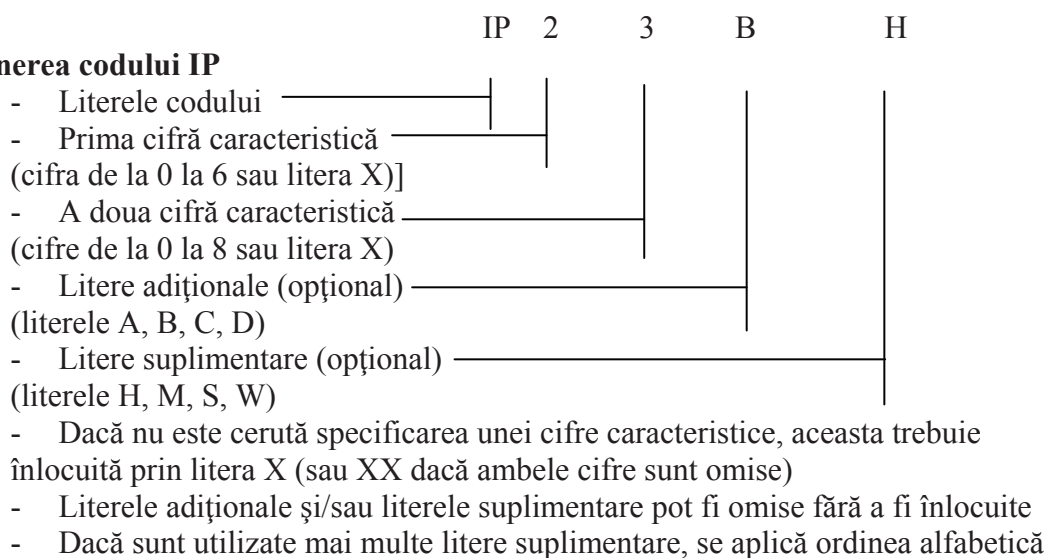 IP 2 3 B H
nerea codului IP
- Literele codului
- Prima cifră caracteristică
(cifra de la 0 la 6 sau litera X)]
- A doua cifră caracteristică
(cifre de la 0 la 8 sau litera X)
- Litere adiţionale (opţional)
(literele A, B, C, D)
- Litere suplimentare (opţional)
(literele H, M, S, W)
- Dacă nu este cerută specificarea unei cifre caracteristice, aceasta trebuie
înlocuită prin litera X (sau XX dacă ambele cifre sunt omise)
- Literele adiţionale şi/sau literele suplimentare pot fi omise fără a fi înlocuite
- Dacă sunt utilizate mai multe litere suplimentare, se aplică ordinea alfabetică